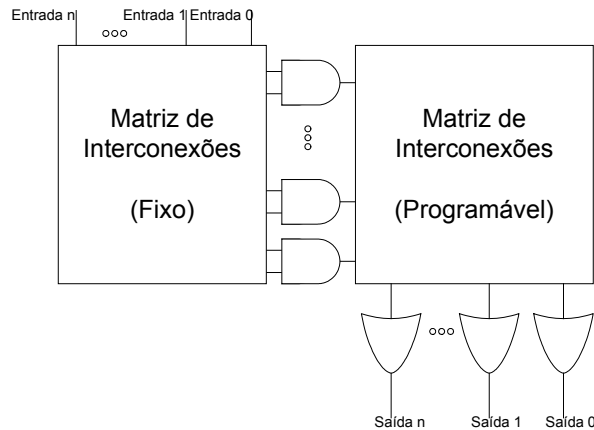 Entrada n Entrada 1 Entrada 0
Matriz de
Interconexões
(Fixo)
Matriz de
Interconexões
(Programável)
Saída n Saída 1 Saída 0